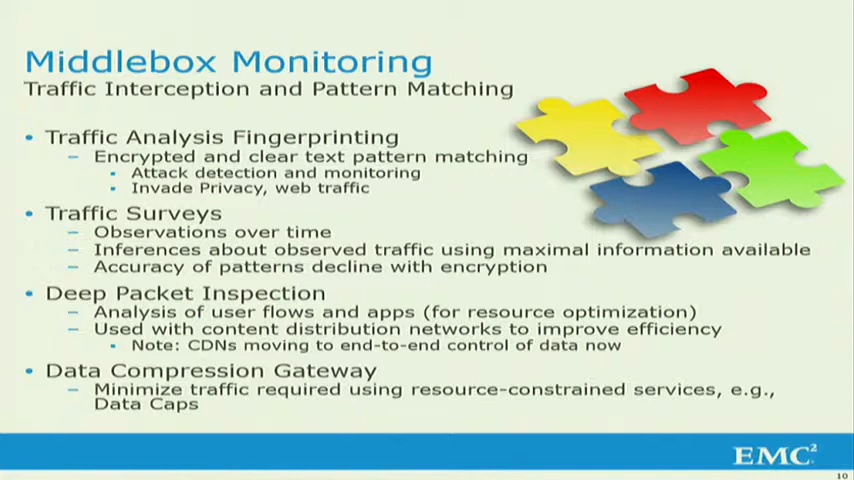 Middlebox Monitoring
Traffic Interception and Pattern Matching
• Traffic Analysis Fingerprinting
– Encrypted and clear text pattern matching
• Attack detection and monitoring
• Invade Privacy, web traffic
• Traffic Surveys
– Observations over time
– Inferences about observed traffic using maximal information available
– Accuracy of patterns decline with encryption
• Deep Packet Inspection
– Analysis of user flows and apps (for resource optimization)
– Used with content distribution networks to improve efficiency
• Note: CDNs moving to end-to-end control of data now
• Data Compression Gateway
– Minimize traffic required using resource-constrained services, e.g.,
Data Caps
EMC²
10